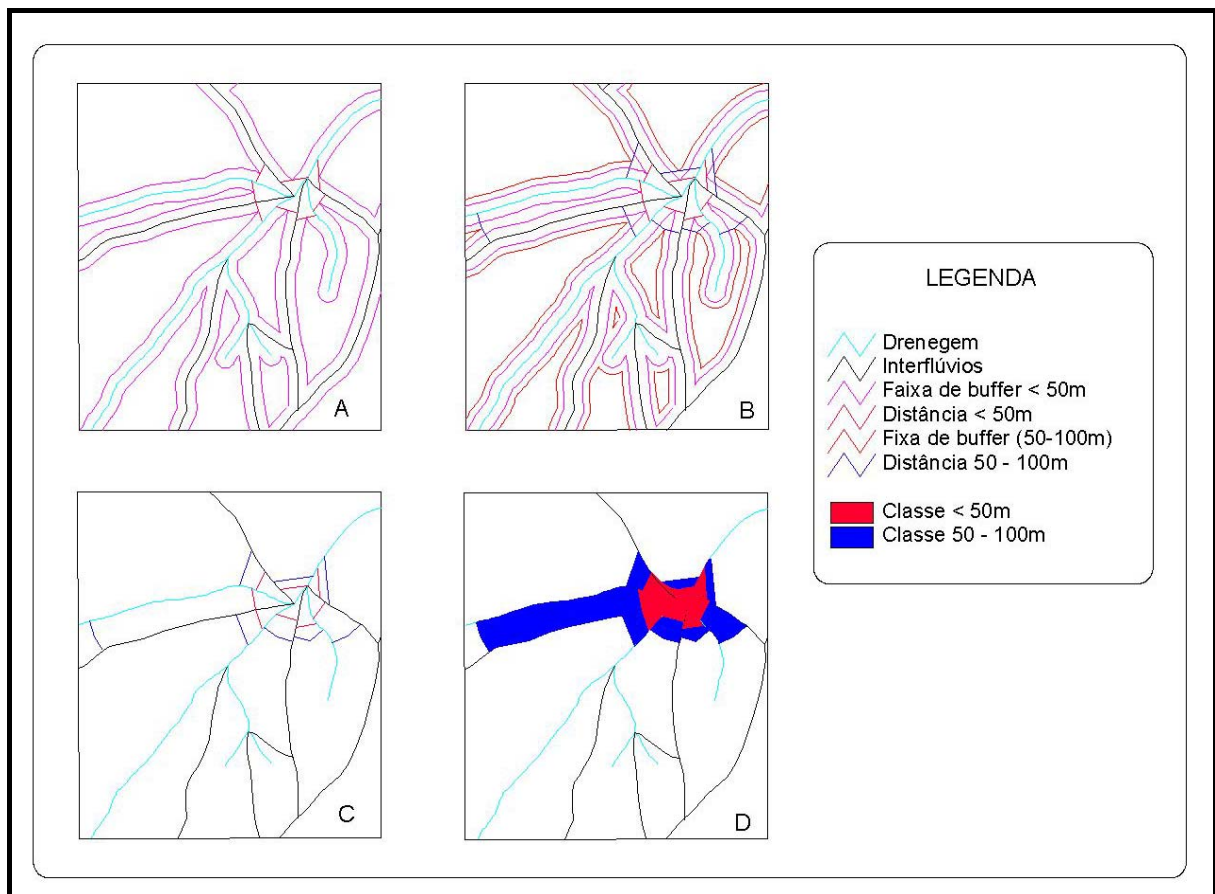 A
B
C
D
LEGENDA
Drenegem
Interflúvios
Faixa de buffer < 50m
Distância < 50m
Fixa de buffer (50-100m)
Distância 50 - 100m
Classe < 50m
Classe 50 - 100m